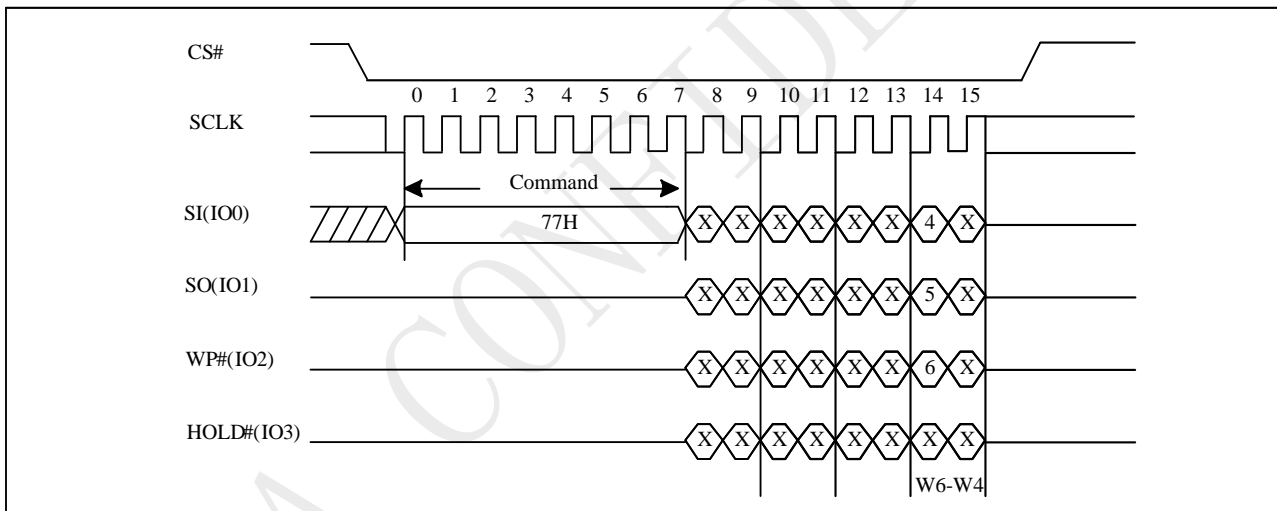 CS#
0 1 2 3 4 5 6 7 8 9 10 11 12 13 14 15
SCLK
Command
SI(IO0) 77H X X X X X X 4 X
SO(IO1) X X X X X X 5 X
WP#(IO2) X X X X X X 6 X
HOLD#(IO3) X X X X X X X X
W6-W4